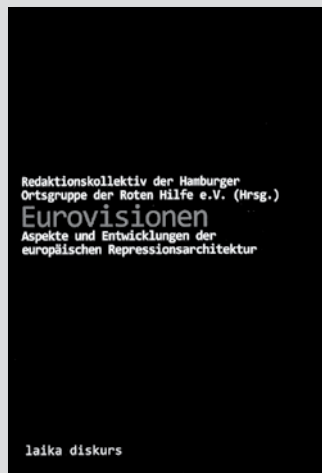 Redaktionskollektiv der Hamburger
Ortsgruppe der Roten Hilfe e.V. (Hrsg.)
Eurovisionen
Aspekte und Entwicklungen der
europäischen Repressionsarchitektur
laika diskurs